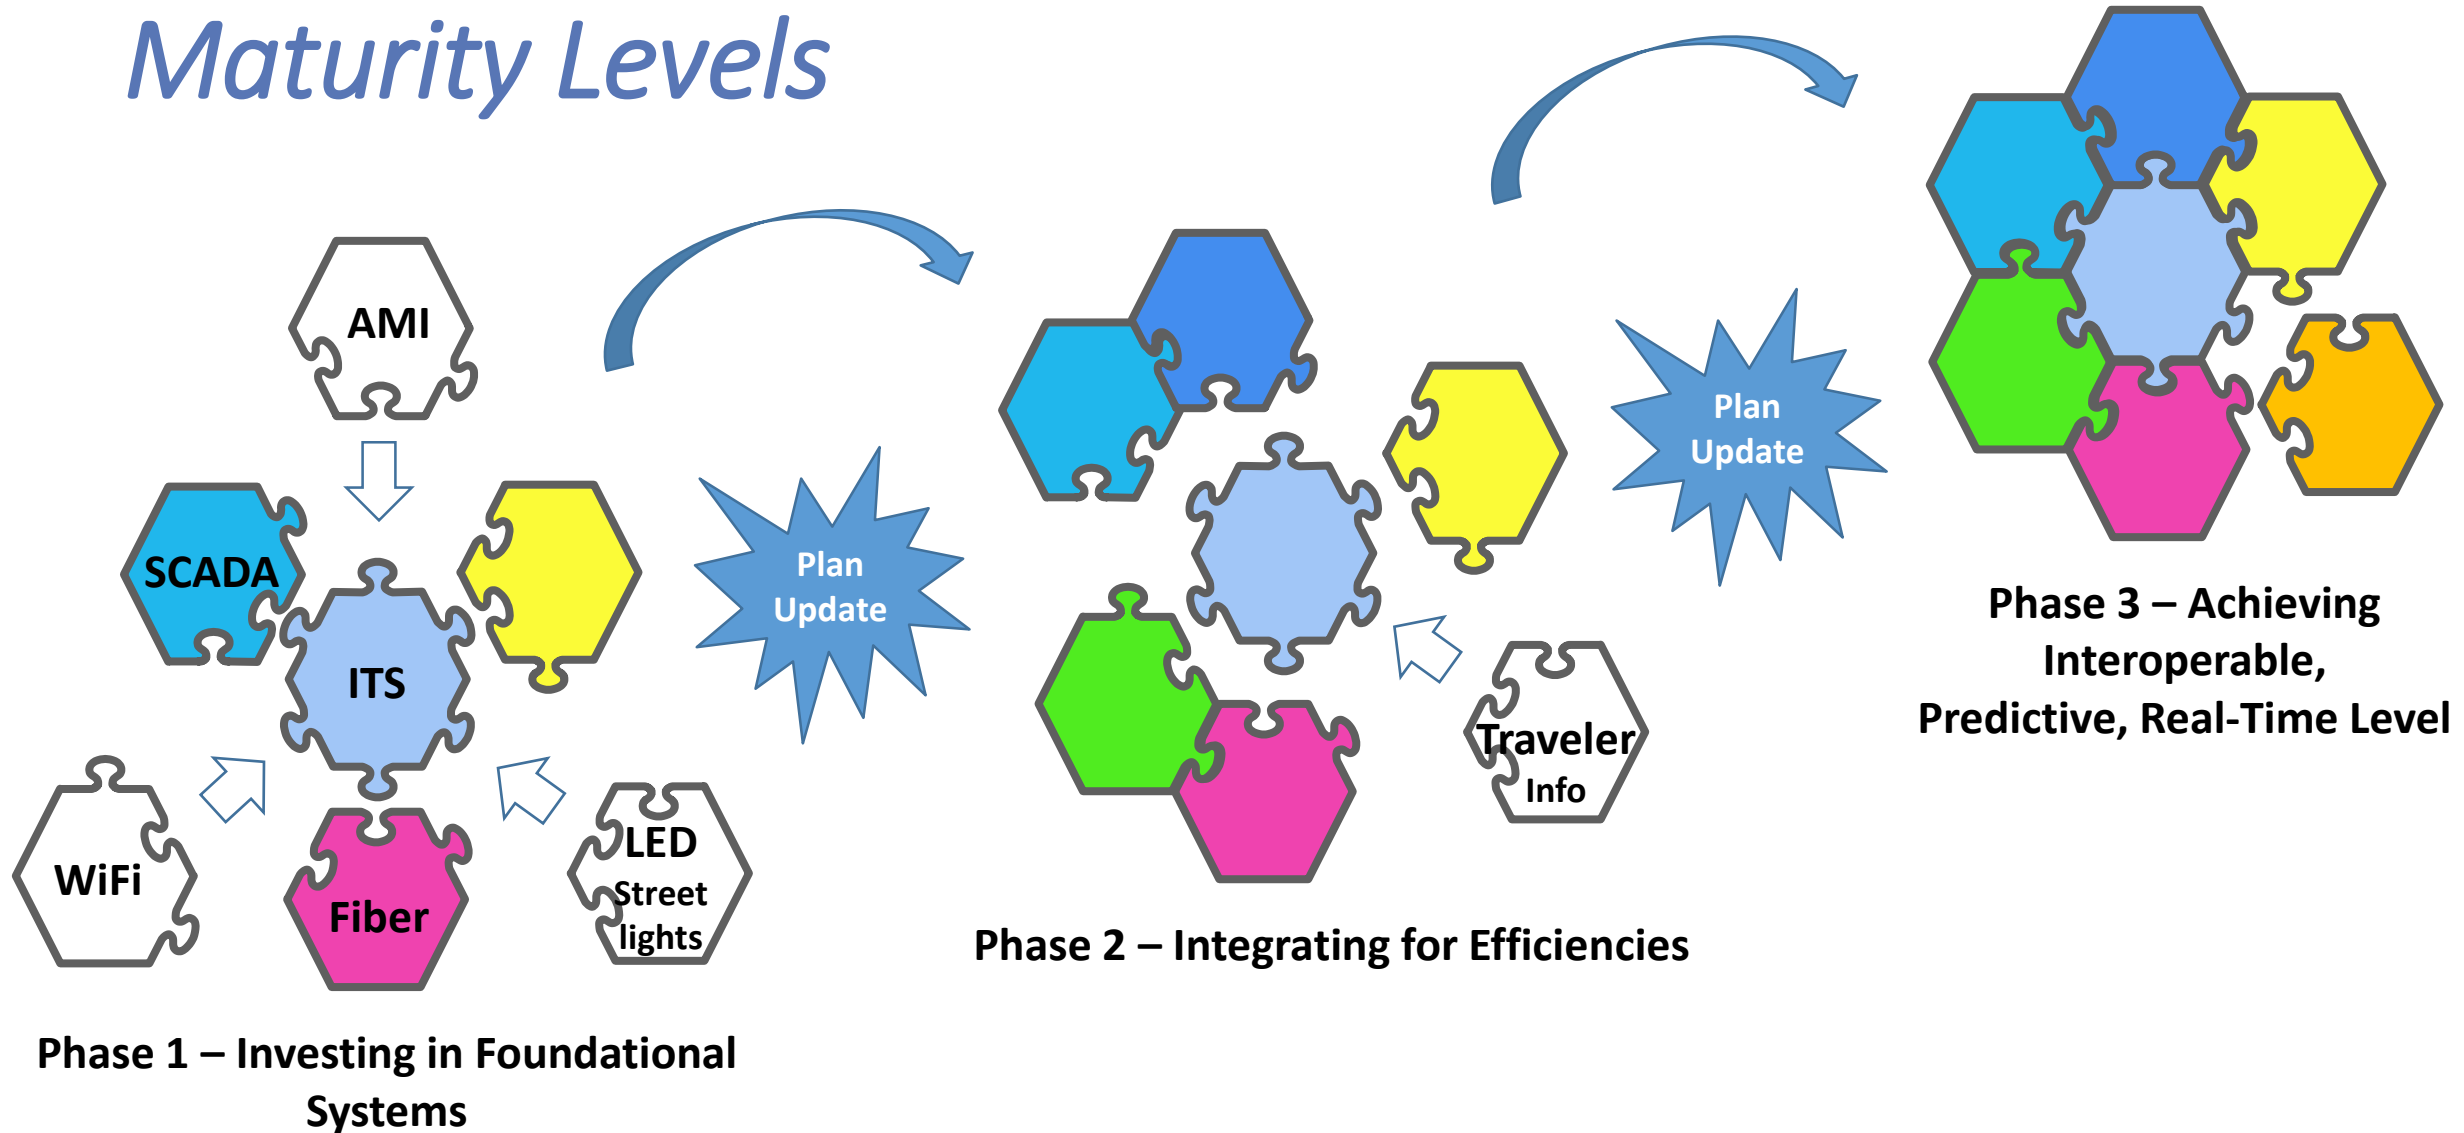 Maturity Levels
AMI
SCADA
ITS
WiFi
Fiber
LED
Street
lights
Phase 1 – Investing in Foundational
Systems
Plan
Update
Traveler
Info
Phase 2 – Integrating for Efficiencies
Plan
Update
Phase 3 – Achieving
Interoperable,
Predictive, Real-Time Level